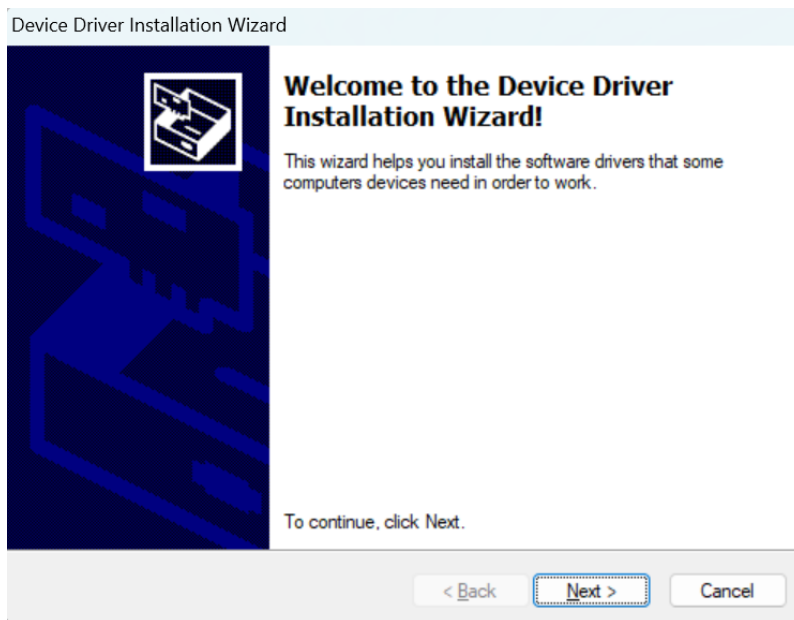 Device Driver Installation Wizard
Welcome to the Device Driver
Installation Wizard!
This wizard helps you install the software drivers that some
computers devices need in order to work.
To continue, click Next.
< Back
Next >
Cancel